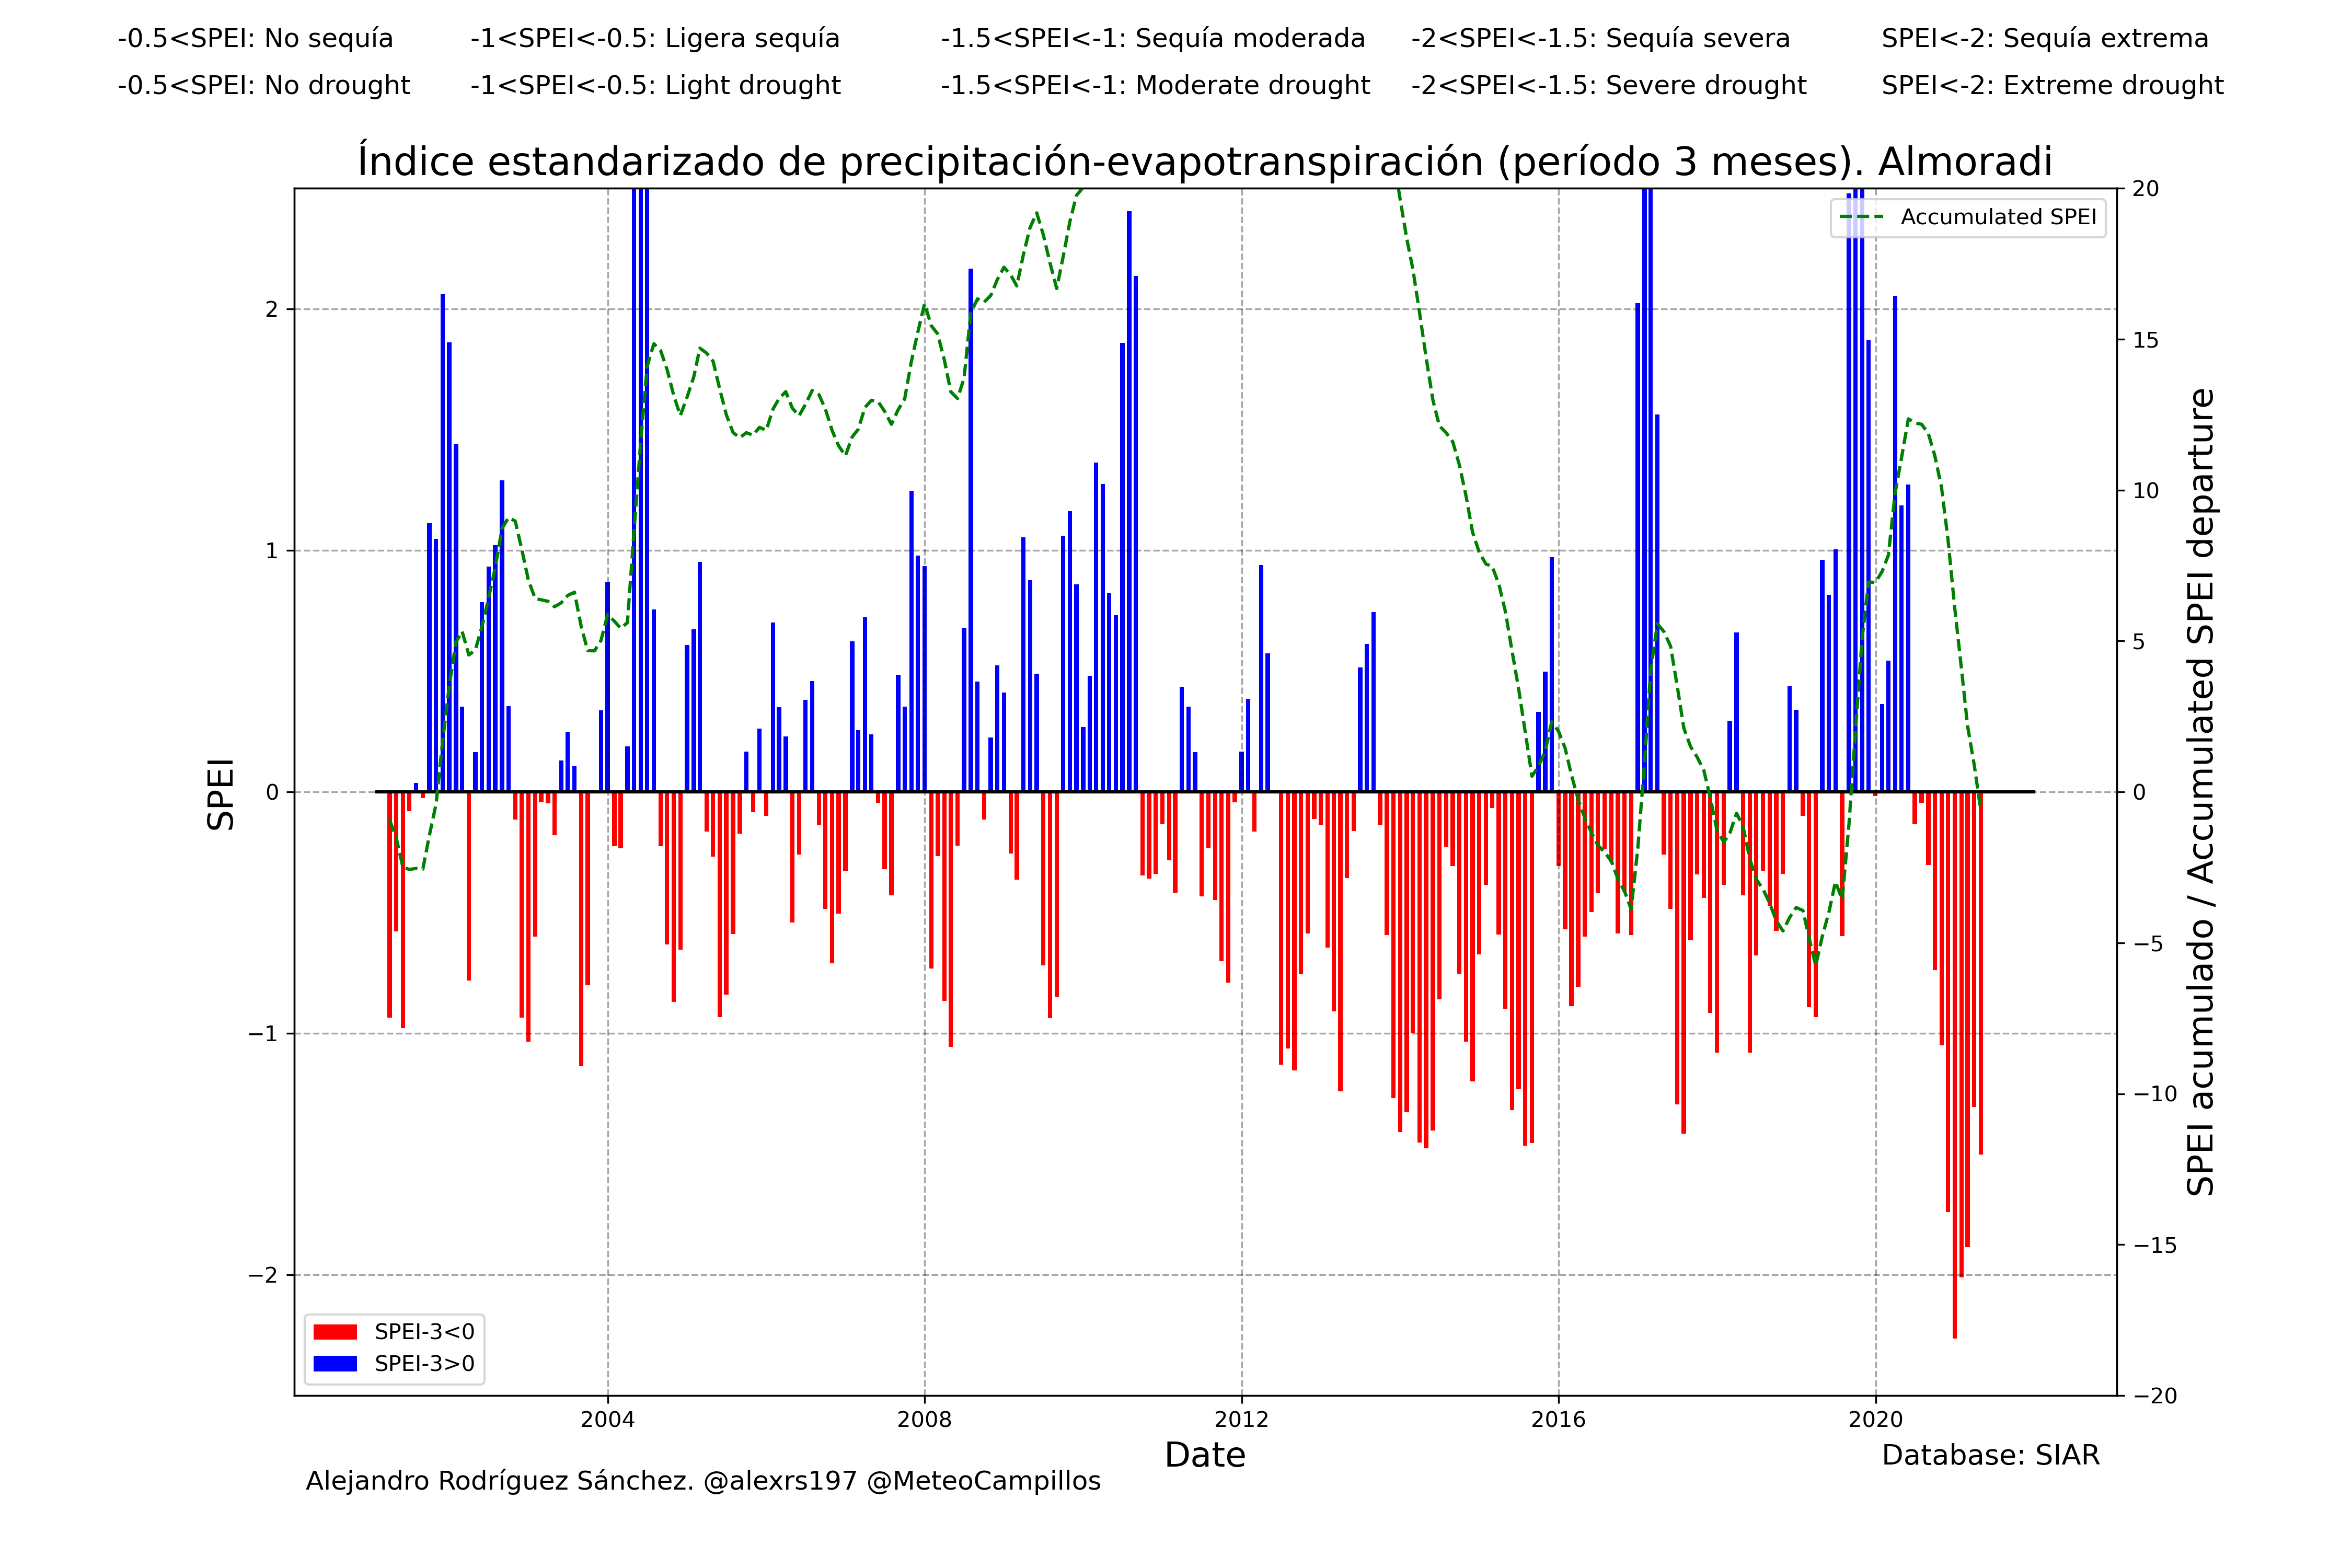 -0.5<SPEI: No sequía -1<SPEI<-0.5: Ligera sequía -1.5<SPEI<-1: Sequía moderada -2<SPEI<-1.5: Sequía severa SPEI<-2: Sequía extrema
-0.5<SPEI: No drought -1<SPEI<-0.5: Light drought -1.5<SPEI<-1: Moderate drought -2<SPEI<-1.5: Severe drought SPEI<-2: Extreme drought
Índice estandarizado de precipitación-evapotranspiración (período 3 meses). Almoradi
Accumulated SPEI
SPEI
2
1
0
−1
−2
20
15
10
5
0
−5
−10
−15
−20
SPEI acumulado / Accumulated SPEI departure
SPEI-3<0
SPEI-3>0
2004 2008 2012 2016 2020
Date
Database: SIAR
Alejandro Rodríguez Sánchez. @alexrs197 @MeteoCampillos